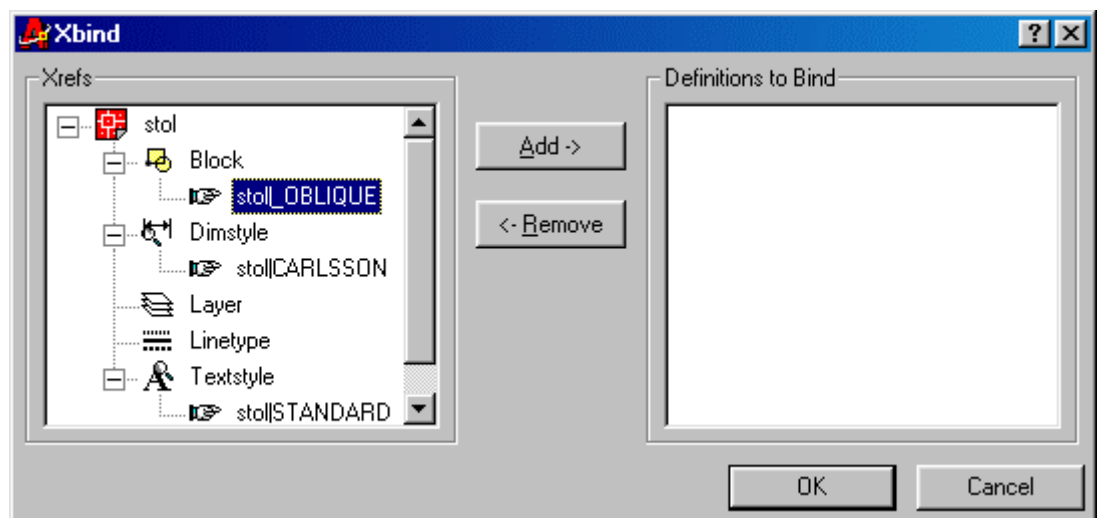 Xbind
Xrefs
stol
Block
stol|_OBLIQUE
Dimstyle
stol|CARLSSON
Layer
Linetype
Textstyle
stol|STANDARD
Add ->
<- Remove
Definitions to Bind
OK
Cancel